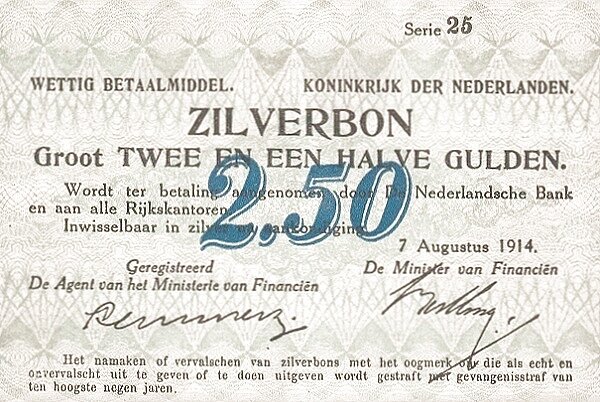 Serie 25
WETTIG BETAALMIDDEL. KONINKRIJK DER NEDERLANDEN.
ZILVERBON
Groot TWEE EN EEN HALVE GULDEN.
2,50
Wordt ter betaling aangenomen door De Nederlandsche Bank
en aan alle Rijkskantoren.
Inwisselbaar in zilver na aankondiging.
7 Augustus 1914.
Geregistreerd
De Agent van het Ministerie van Financiën
De Minister van Financiën
Het namaken of vervalschen van zilverbons met het oogmerk om die als echt en
onvervalscht uit te geven of te doen uitgeven wordt gestraft met gevangenisstraf van
ten hoogste negen jaren.